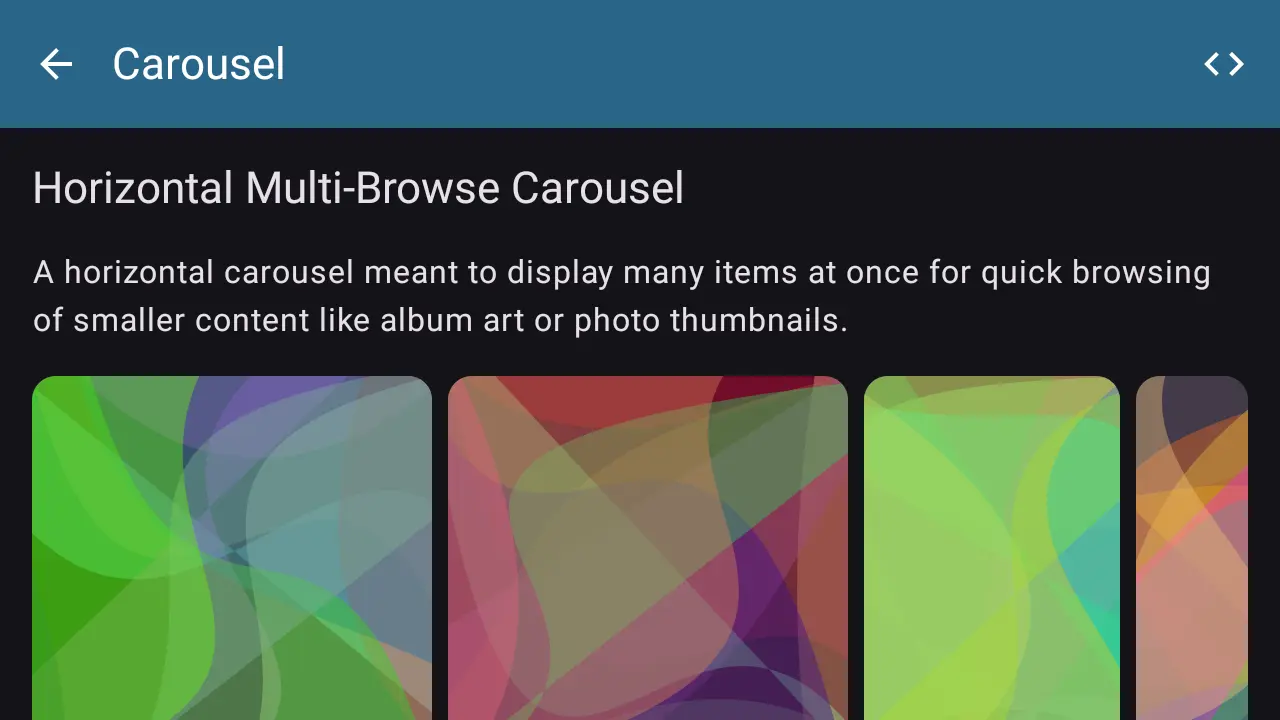 Carousel
Horizontal Multi-Browse Carousel
A horizontal carousel meant to display many items at once for quick browsing
of smaller content like album art or photo thumbnails.